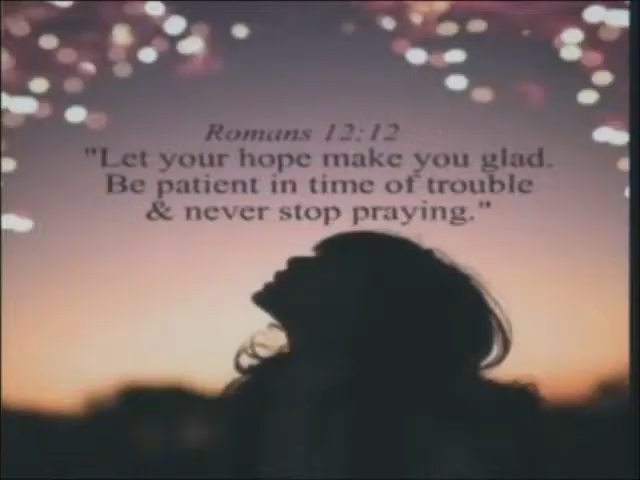 Romans 12:12
"Let your hope make you glad.
Be patient in time of trouble
& never stop praying."